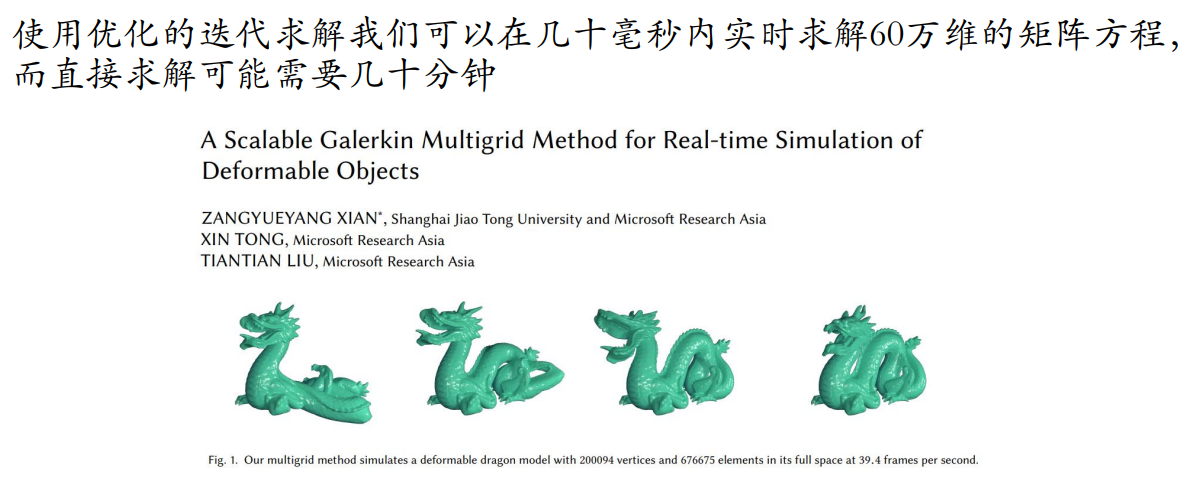 使用优化的迭代求解我们可以在几十毫秒内实时求解60万维的矩阵方程，
而直接求解可能需要几十分钟
A Scalable Galerkin Multigrid Method for Real-time Simulation of
Deformable Objects
ZANGYUEYANG XIAN*, Shanghai Jiao Tong University and Microsoft Research Asia
XIN TONG, Microsoft Research Asia
TIANTIAN LIU, Microsoft Research Asia
Fig. 1. Our multigrid method simulates a deformable dragon model with 200094 vertices and 676675 elements in its full space at 39.4 frames per second.